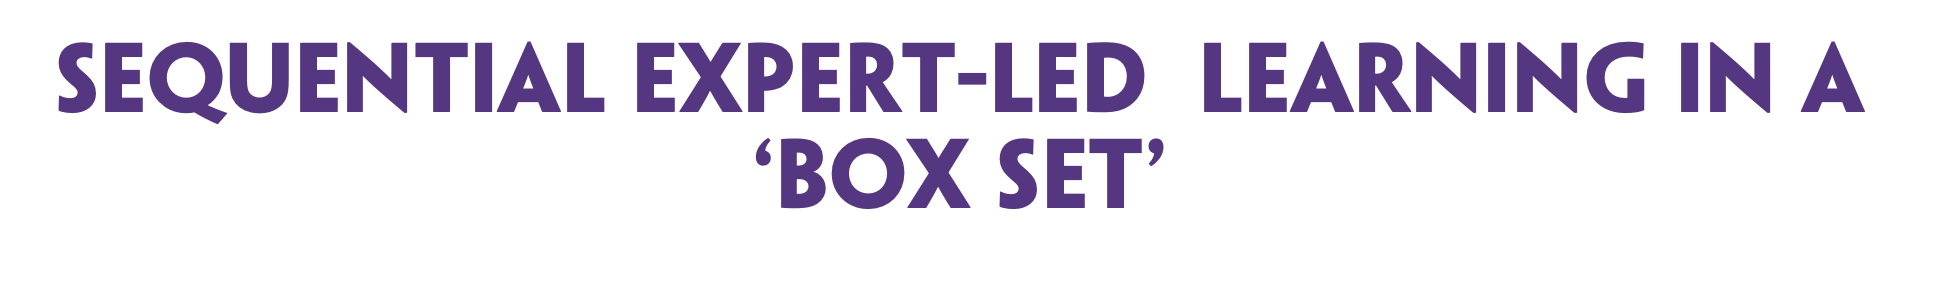 SEQUENTIAL EXPERT-LED  LEARNING IN A
‘BOX SET’